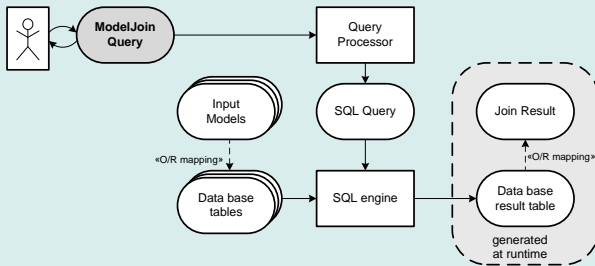 ModelJoin
Query
Query
Processor
Input
Models
SQL Query
Join Result
«O/R mapping»
«O/R mapping»
Data base
tables
SQL engine
Data base
result table
generated
at runtime